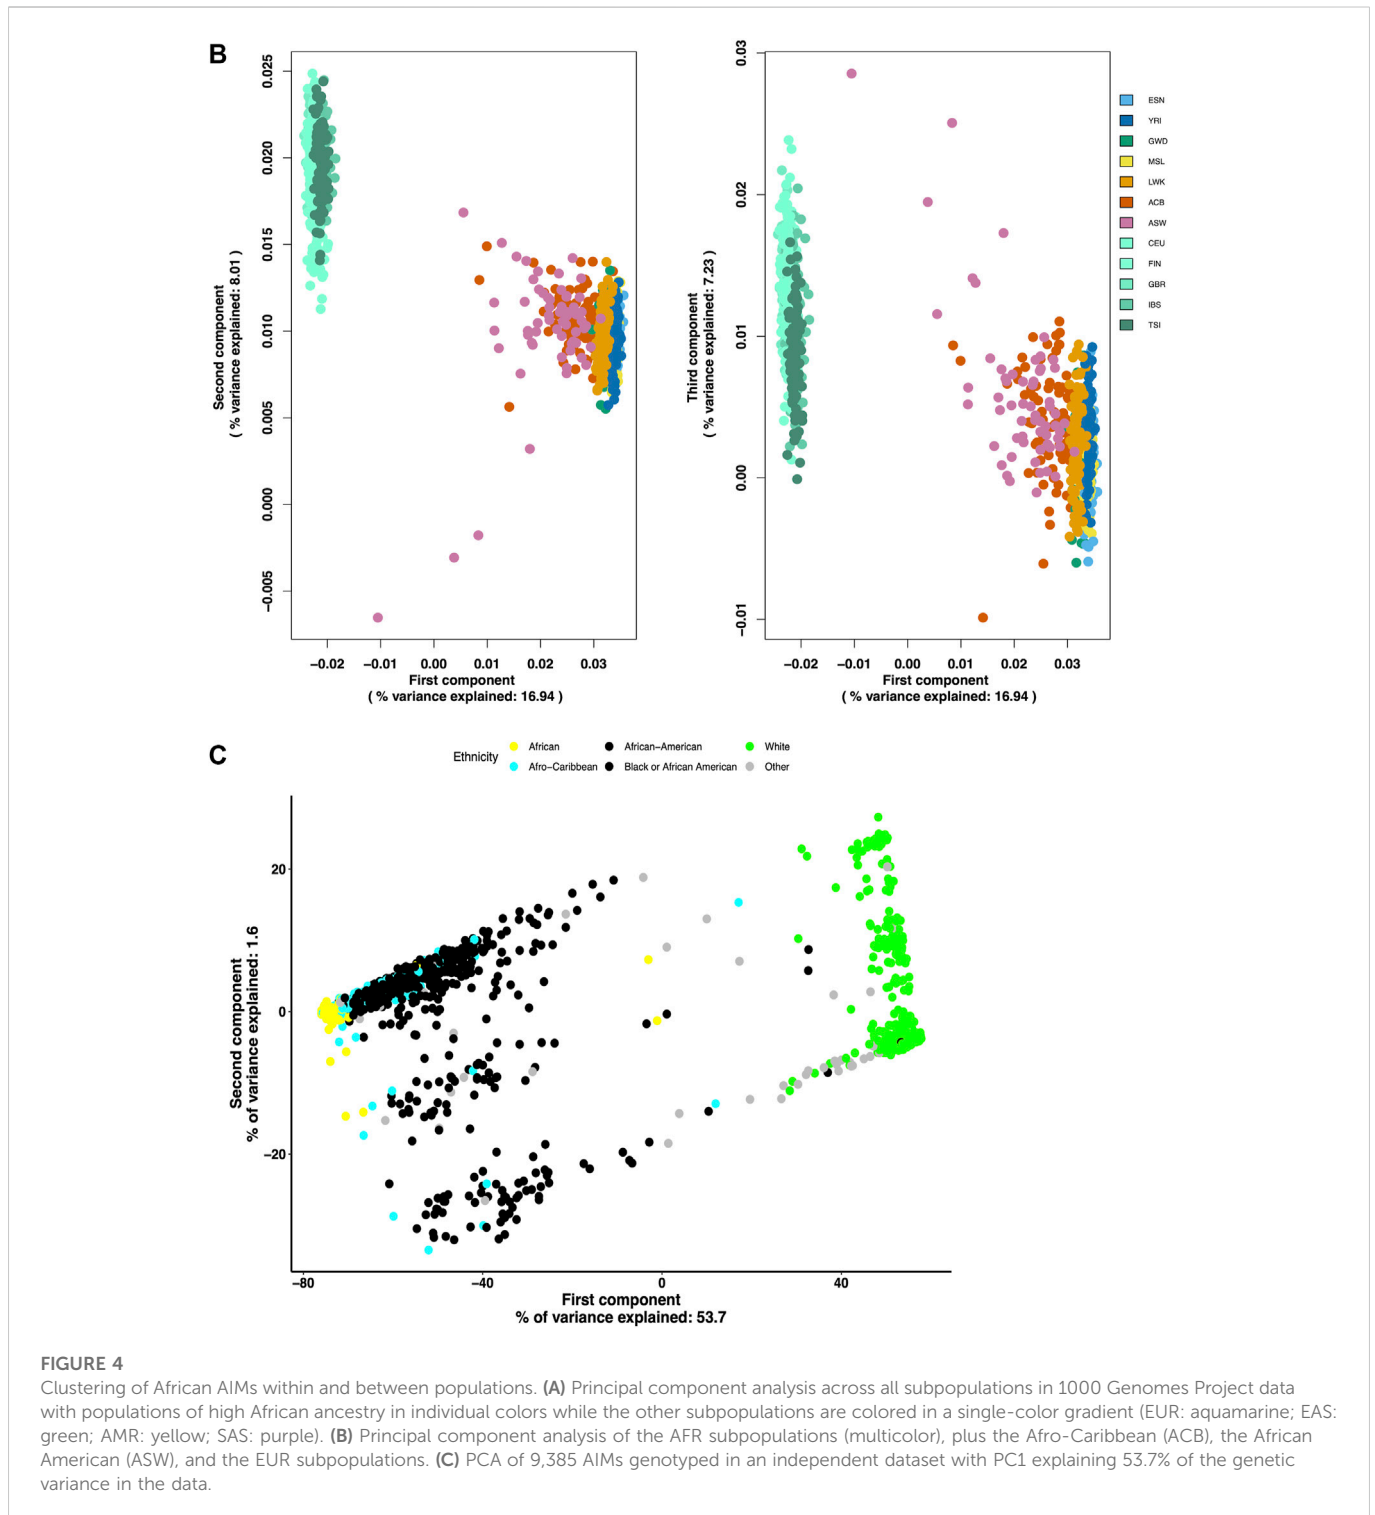 B
Second component
( % variance explained: 8.01 )
0.025
0.020
0.015
0.010
0.005
0.000
−0.005
−0.02 −0.01 0.00 0.01 0.02 0.03
First component
( % variance explained: 16.94 )
Third component
( % variance explained: 7.23 )
0.03
0.02
0.01
0.00
−0.01
−0.02 −0.01 0.00 0.01 0.02 0.03
First component
( % variance explained: 16.94 )
ESN
YRI
GWD
MSL
LWK
ACB
ASW
CEU
FIN
GBR
IBS
TSI
C
Ethnicity
African African−American White
Afro−Caribbean Black or African American Other
Second component
% of variance explained: 1.6
20
0
−20
−80 −40 0 40
First component
% of variance explained: 53.7
FIGURE 4
Clustering of African AIMs within and between populations. (A) Principal component analysis across all subpopulations in 1000 Genomes Project data
with populations of high African ancestry in individual colors while the other subpopulations are colored in a single-color gradient (EUR: aquamarine; EAS:
green; AMR: yellow; SAS: purple). (B) Principal component analysis of the AFR subpopulations (multicolor), plus the Afro-Caribbean (ACB), the African
American (ASW), and the EUR subpopulations. (C) PCA of 9,385 AIMs genotyped in an independent dataset with PC1 explaining 53.7% of the genetic
variance in the data.